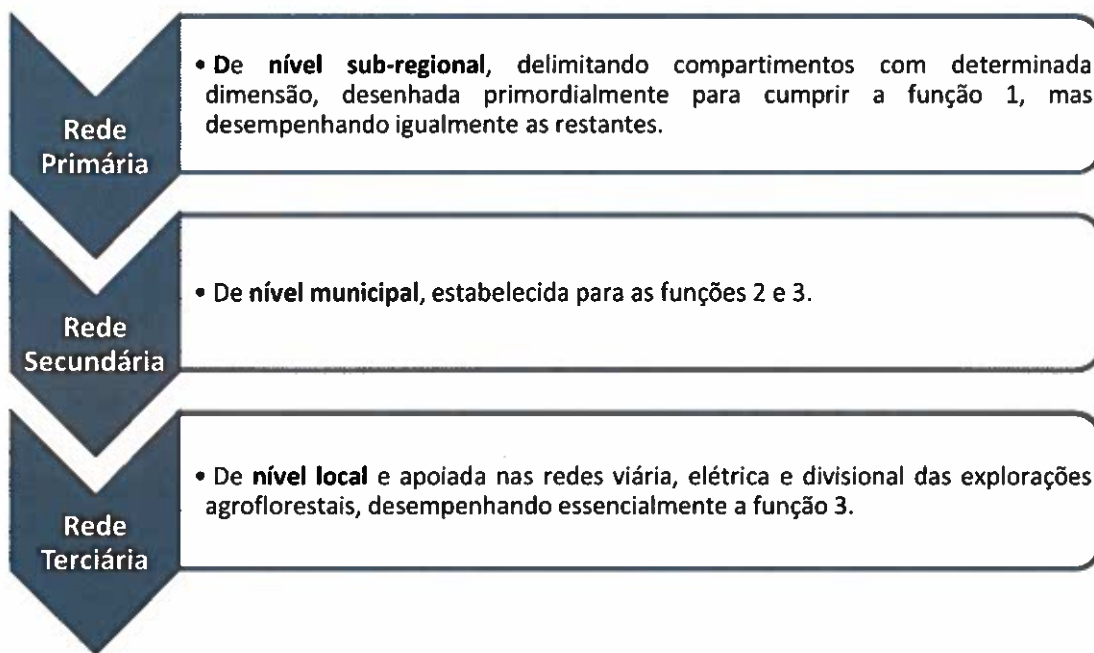 Rede
Primária
• De nível sub-regional, delimitando compartimentos com determinada
dimensão, desenhada primordialmente para cumprir a função 1, mas
desempenhando igualmente as restantes.
Rede
Secundária
• De nível municipal, estabelecida para as funções 2 e 3.
Rede
Terciária
• De nível local e apoiada nas redes viária, elétrica e divisional das explorações
agroflorestais, desempenhando essencialmente a função 3.